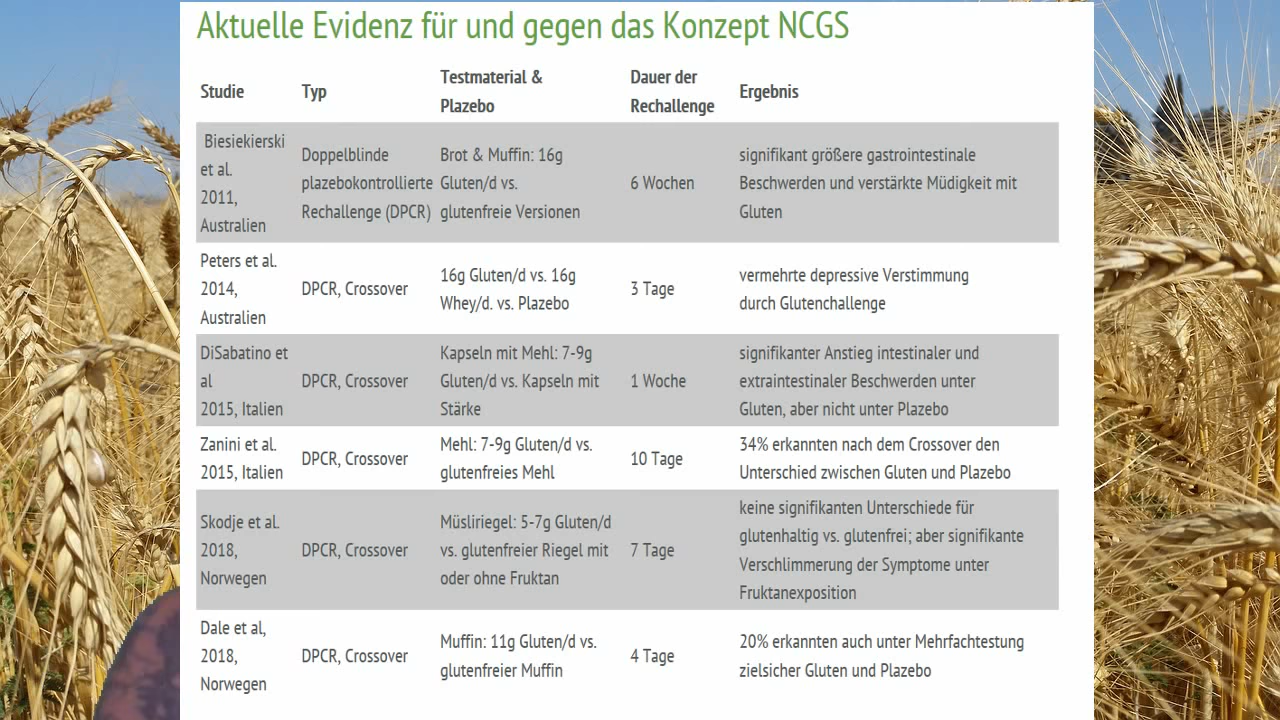 Aktuelle Evidenz für und gegen das Konzept NCGS
Studie
Typ
Testmaterial &
Plazebo
Dauer der
Rechallenge
Ergebnis
Biesiekierski
et al.
2011,
Australien
Doppelblinde
plazebokontrollierte
Rechallenge (DPCR)
Brot & Muffin: 16g
Gluten/d vs.
glutenfreie Versionen
6 Wochen
signifikant größere gastrointestinale
Beschwerden und verstärkte Müdigkeit mit
Gluten
Peters et al.
2014,
Australien
DPCR, Crossover
16g Gluten/d vs. 16g
Whey/d. vs. Plazebo
3 Tage
vermehrte depressive Verstimmung
durch Glutenchallenge
DiSabatino et
al
2015, Italien
DPCR, Crossover
Kapseln mit Mehl: 7-9g
Gluten/d vs. Kapseln mit
Stärke
1 Woche
signifikanter Anstieg intestinaler und
extraintestinaler Beschwerden unter
Gluten, aber nicht unter Plazebo
Zanini et al.
2015, Italien
DPCR, Crossover
Mehl: 7-9g Gluten/d vs.
glutenfreies Mehl
10 Tage
34% erkannten nach dem Crossover den
Unterschied zwischen Gluten und Plazebo
Skodje et al.
2018,
Norwegen
DPCR, Crossover
Müsliriegel: 5-7g Gluten/d
vs. glutenfreier Riegel mit
oder ohne Fruktan
7 Tage
keine signifikanten Unterschiede für
glutenhaltig vs. glutenfrei; aber signifikante
Verschlimmerung der Symptome unter
Fruktanexposition
Dale et al,
2018,
Norwegen
DPCR, Crossover
Muffin: 11g Gluten/d vs.
glutenfreier Muffin
4 Tage
20% erkannten auch unter Mehrfachtestung
zielsicher Gluten und Plazebo